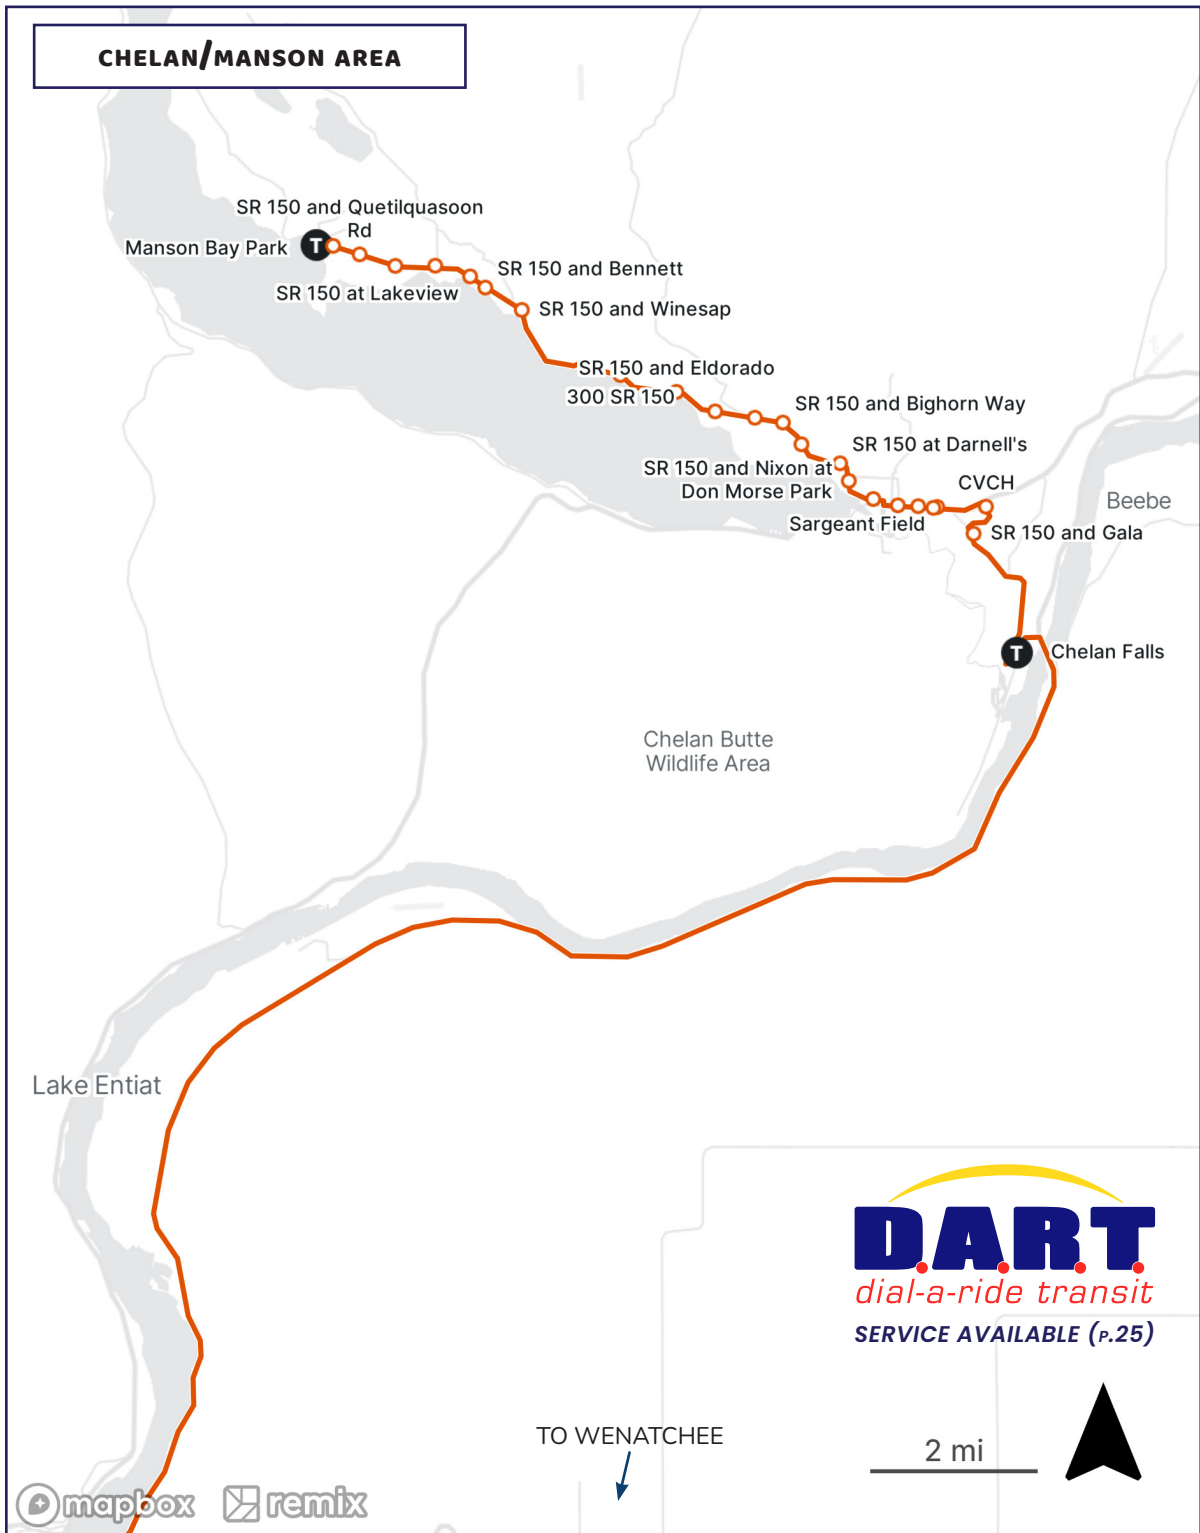 CHELAN/MANSON AREA
SR 150 and Quetilquasoon
Rd
Manson Bay Park
T
SR 150 and Bennett
SR 150 at Lakeview
SR 150 and Winesap
SR 150 and Eldorado
300 SR 150
SR 150 and Bighorn Way
SR 150 at Darnell's
SR 150 and Nixon at
Don Morse Park
CVCH
Beebe
Sargeant Field
SR 150 and Gala
T
Chelan Falls
Chelan Butte
Wildlife Area
Lake Entiat
D.A.R.T.
dial-a-ride transit
SERVICE AVAILABLE (P.25)
TO WENATCHEE
2 mi
mapbox
remix